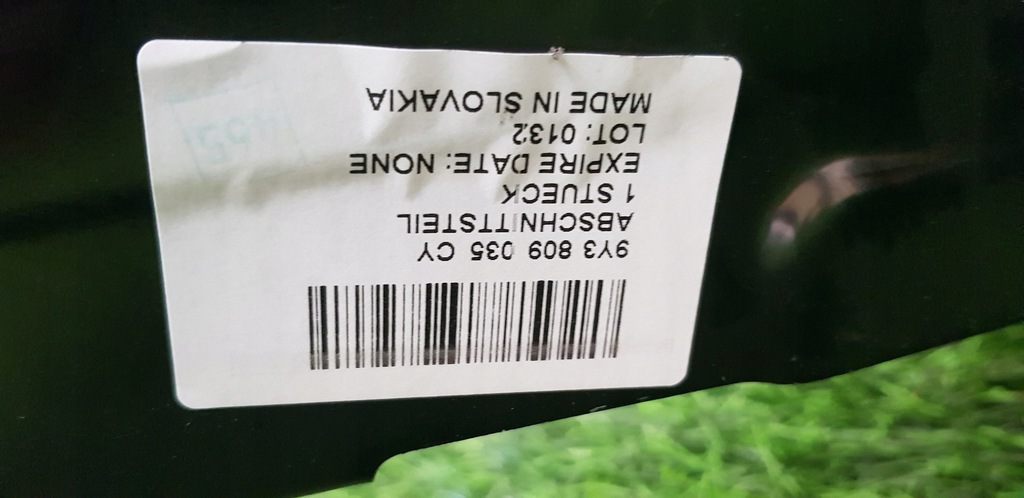 9Y3 809 035 CY
ABSCHNITTSTEIL
1 STUECK
EXPIRE DATE: NONE
LOT: 0132
MADE IN SLOVAKIA